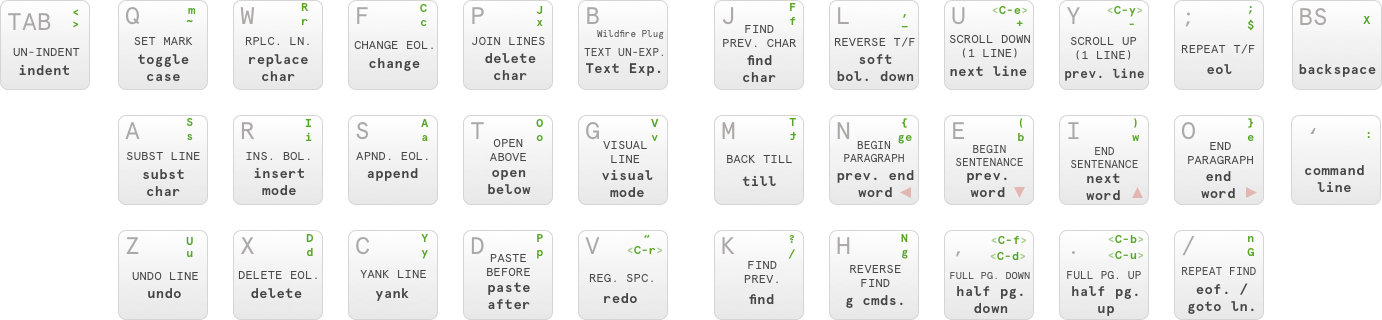 TAB < >
UN-INDENT
indent
Q m ~
SET MARK
toggle
case
W R r
RPLC. LN.
replace
char
F C c
CHANGE EOL.
change
P J x
JOIN LINES
delete
char
B
Wildfire Plug
TEXT UN-EXP.
Text Exp.
J F f
FIND
PREV. CHAR
find
char
L , _
REVERSE T/F
soft
bol. down
U <C-e> +
SCROLL DOWN
(1 LINE)
next line
Y <C-y> -
SCROLL UP
(1 LINE)
prev. line
; ; $
REPEAT T/F
eol
BS X
backspace
A S s
SUBST LINE
subst
char
R I i
INS. BOL.
insert
mode
S A a
APND. EOL.
append
T O o
OPEN
ABOVE
open
below
G V v
VISUAL
LINE
visual
mode
M T t
BACK TILL
till
N { ge
BEGIN
PARAGRAPH
prev. end
word ◀
E ( b
BEGIN
SENTENANCE
prev.
word ▼
I ) w
END
SENTENANCE
next
word ▲
O } e
END
PARAGRAPH
end
word ▶
‘ :
command
line
Z U u
UNDO LINE
undo
X D d
DELETE EOL.
delete
C Y y
YANK LINE
yank
D P p
PASTE
BEFORE
paste
after
V “ <C-r>
REG. SPC.
redo
K ? /
FIND
PREV.
find
H N g
REVERSE
FIND
g cmds.
, <C-f> <C-d>
FULL PG. DOWN
half pg.
down
. <C-b> <C-u>
FULL PG. UP
half pg.
up
/ n G
REPEAT FIND
eof. /
goto ln.